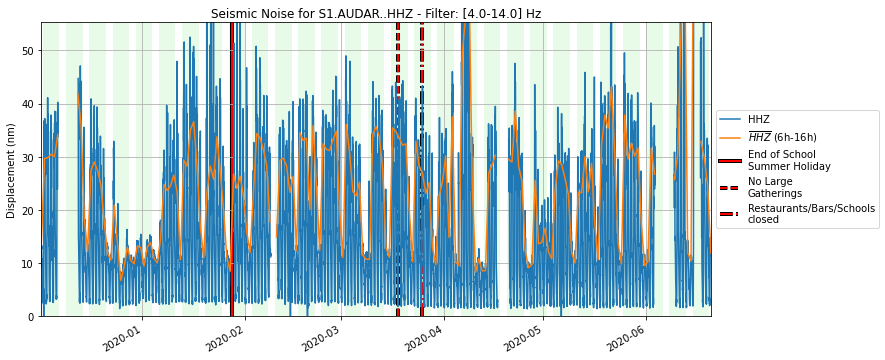 Seismic Noise for S1.AUDAR..HHZ - Filter: [4.0-14.0] Hz
Displacement (nm)
50
40
30
20
10
0
2020-01
2020-02
2020-03
2020-04
2020-05
2020-06
HHZ
HHZ (6h-16h)
End of School
Summer Holiday
No Large
Gatherings
Restaurants/Bars/Schools
closed